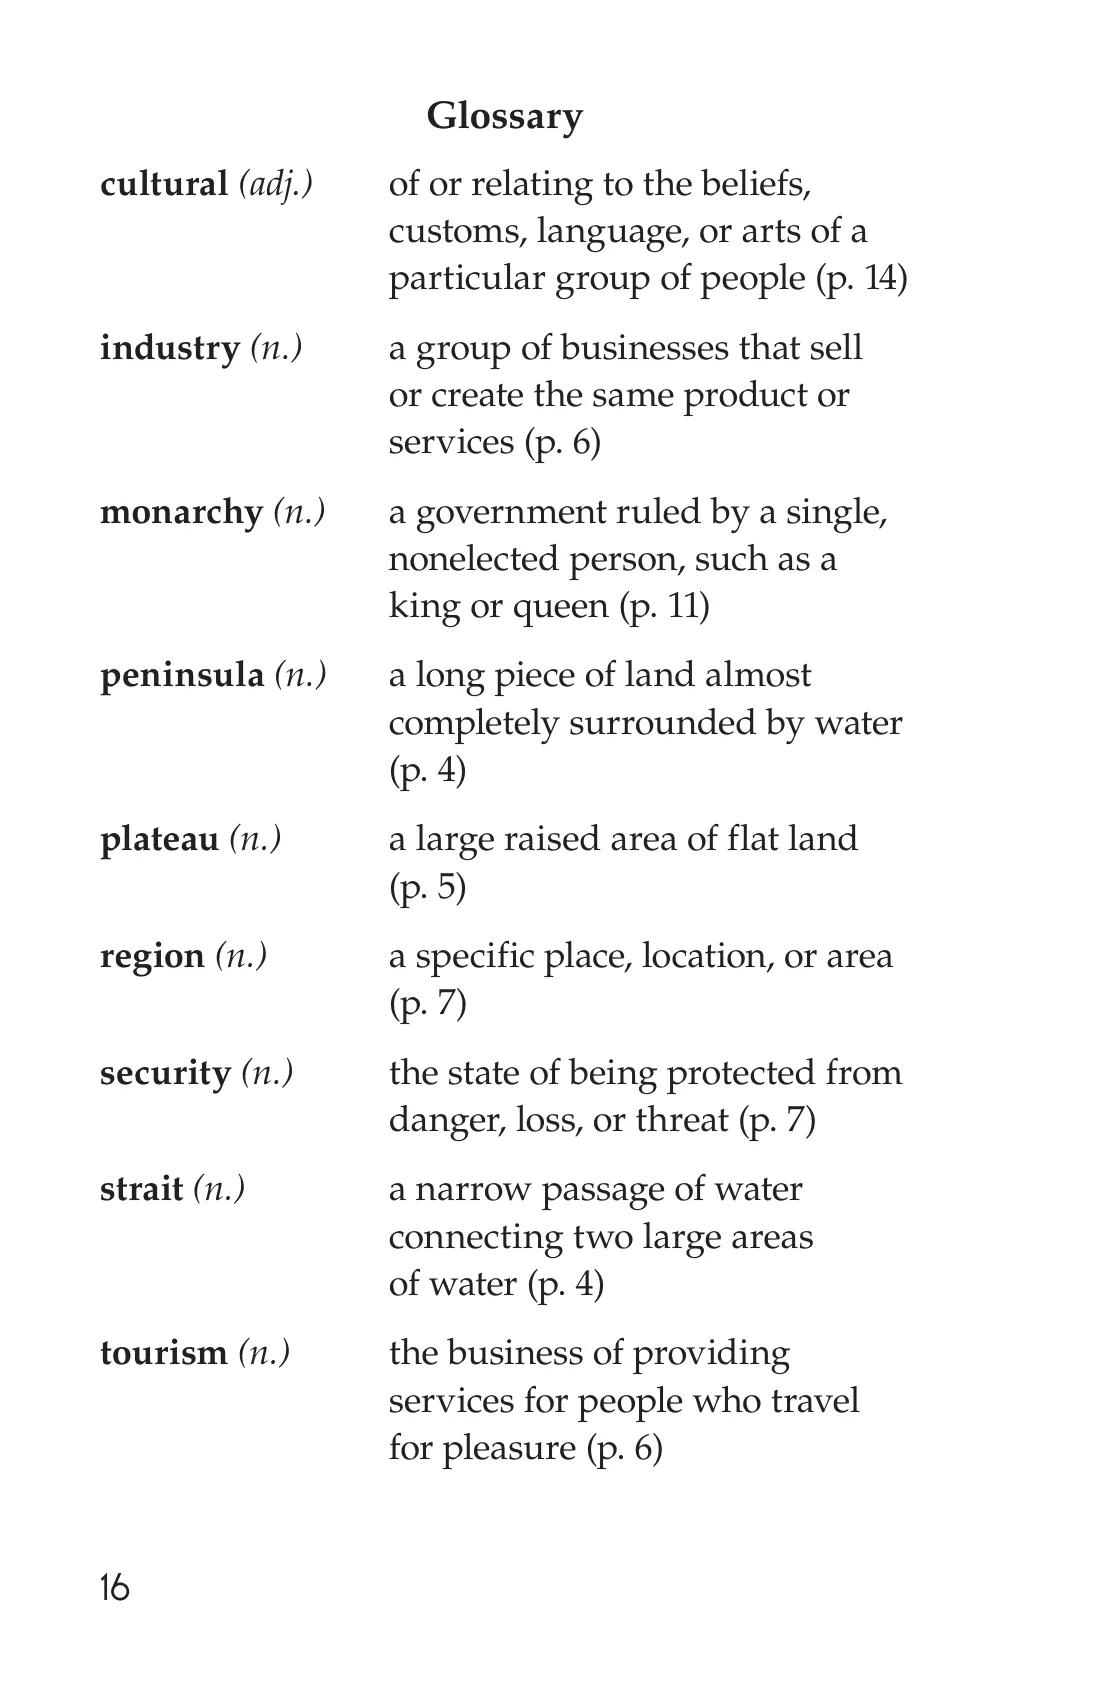 Glossary
cultural (adj.) of or relating to the beliefs,
customs, language, or arts of a
particular group of people (p. 14)
industry (n.) a group of businesses that sell
or create the same product or
services (p. 6)
monarchy (n.) a government ruled by a single,
nonelected person, such as a
king or queen (p. 11)
peninsula (n.) a long piece of land almost
completely surrounded by water
(p. 4)
plateau (n.) a large raised area of flat land
(p. 5)
region (n.) a specific place, location, or area
(p. 7)
security (n.) the state of being protected from
danger, loss, or threat (p. 7)
strait (n.) a narrow passage of water
connecting two large areas
of water (p. 4)
tourism (n.) the business of providing
services for people who travel
for pleasure (p. 6)
16